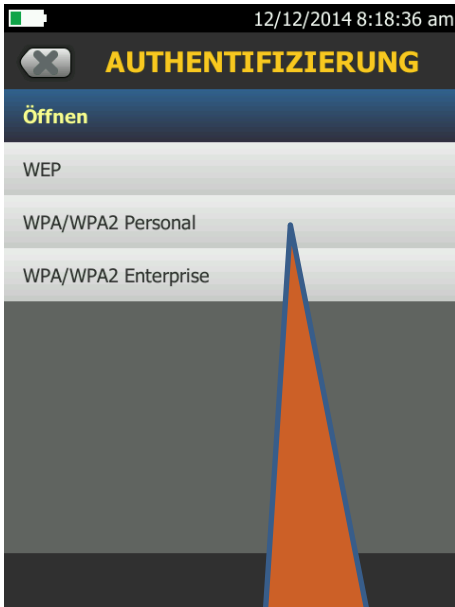 12/12/2014 8:18:36 am
AUTHENTIFIZIERUNG
Öffnen
WEP
WPA/WPA2 Personal
WPA/WPA2 Enterprise